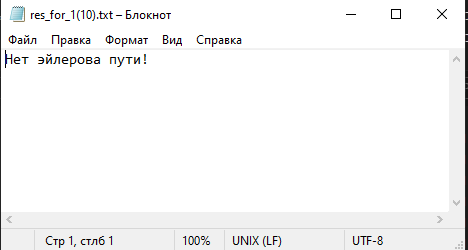 res_for_1(10).txt – Блокнот
Файл Правка Формат Вид Справка
Нет эйлерова пути!
Стр 1, стлб 1 100% UNIX (LF) UTF-8